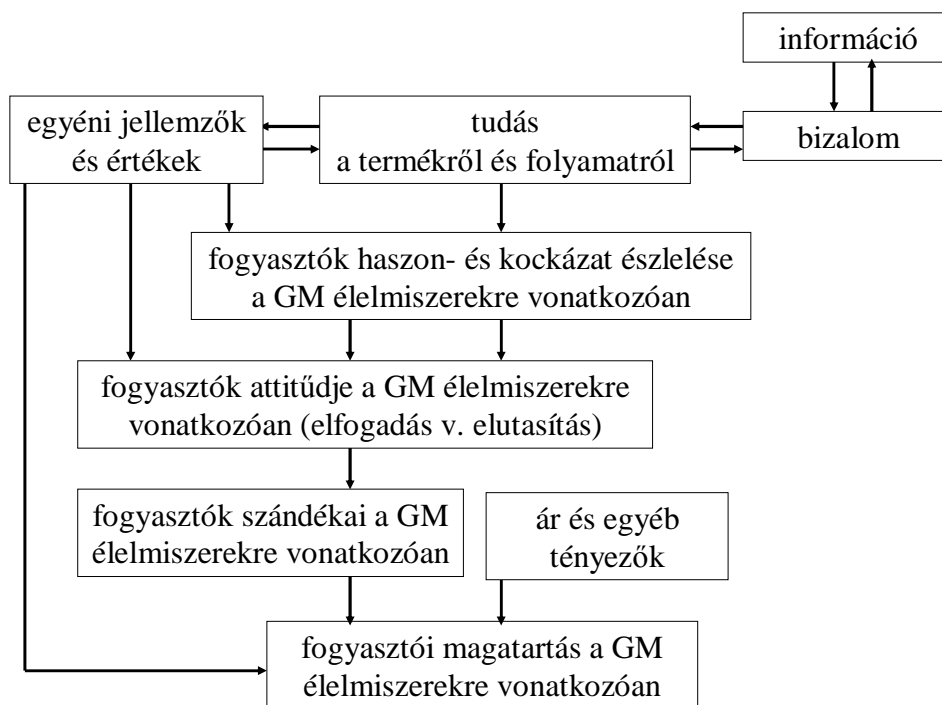 információ
egyéni jellemzők
és értékek
tudás
a termékről és folyamatról
bizalom
fogyasztók haszon- és kockázat észlelése
a GM élelmiszerekre vonatkozóan
fogyasztók attitűdje a GM élelmiszerekre
vonatkozóan (elfogadás v. elutasítás)
fogyasztók szándékai a GM
élelmiszerekre vonatkozóan
ár és egyéb
tényezők
fogyasztói magatartás a GM
élelmiszerekre vonatkozóan